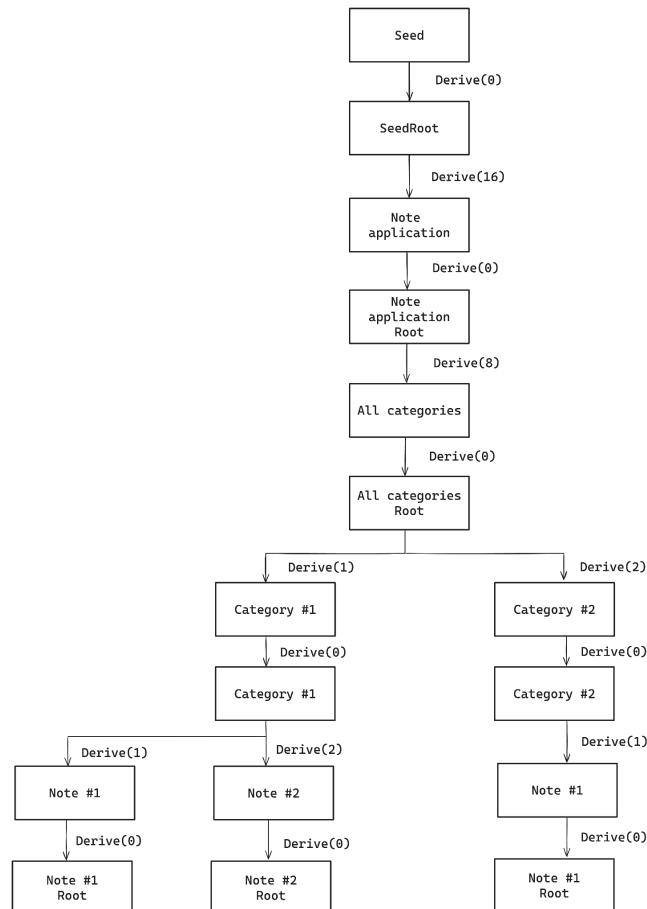 Seed
Derive(0)
SeedRoot
Derive(16)
Note
application
Derive(0)
Note
application
Root
Derive(8)
All categories
Derive(0)
All categories
Root
Derive(1)
Derive(2)
Category #1
Category #2
Derive(0)
Derive(0)
Category #1
Category #2
Derive(1)
Derive(2)
Derive(1)
Note #1
Note #2
Note #1
Derive(0)
Derive(0)
Derive(0)
Note #1
Root
Note #2
Root
Note #1
Root